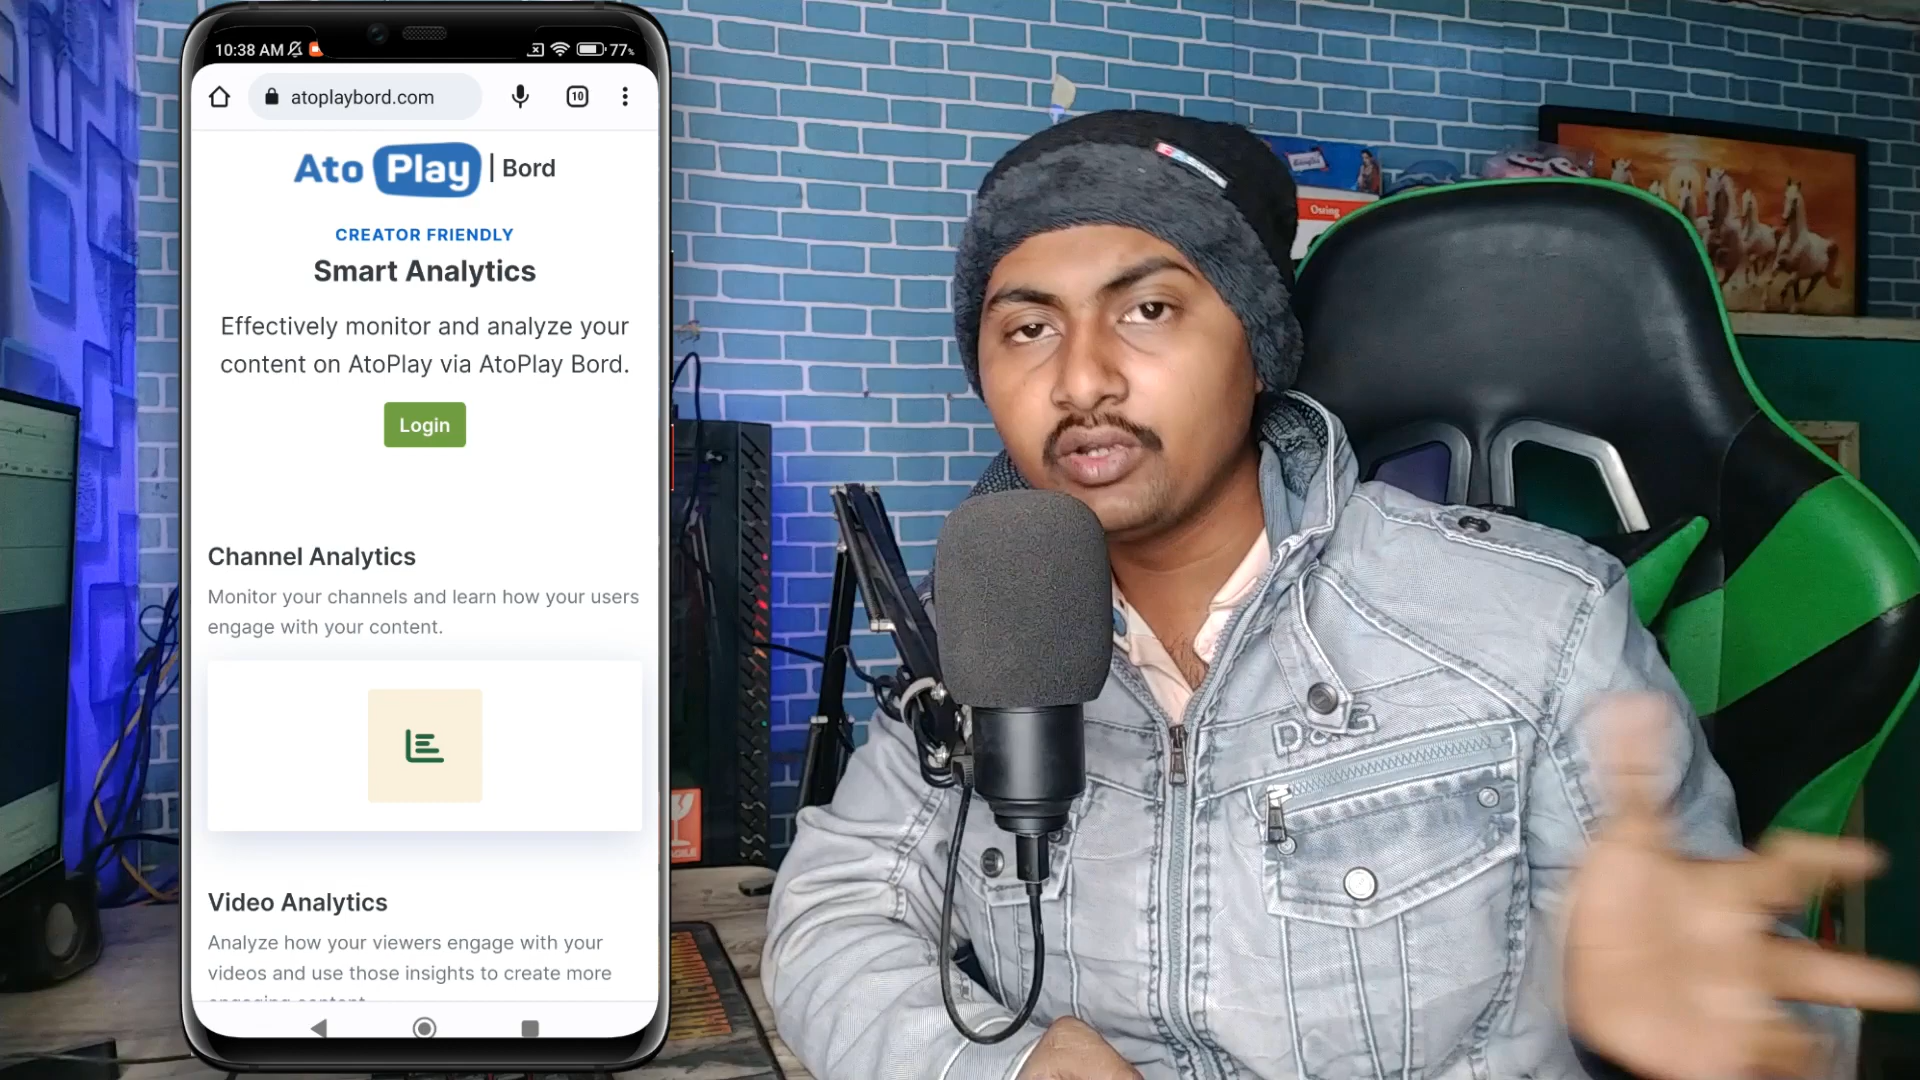 10:38 AM
77%
atoplaybord.com
10
Ato Play | Bord
CREATOR FRIENDLY
Smart Analytics
Effectively monitor and analyze your
content on AtoPlay via AtoPlay Bord.
Login
Channel Analytics
Monitor your channels and learn how your users
engage with your content.
Video Analytics
Analyze how your viewers engage with your
videos and use those insights to create more
engaging content.
Osring
D&G